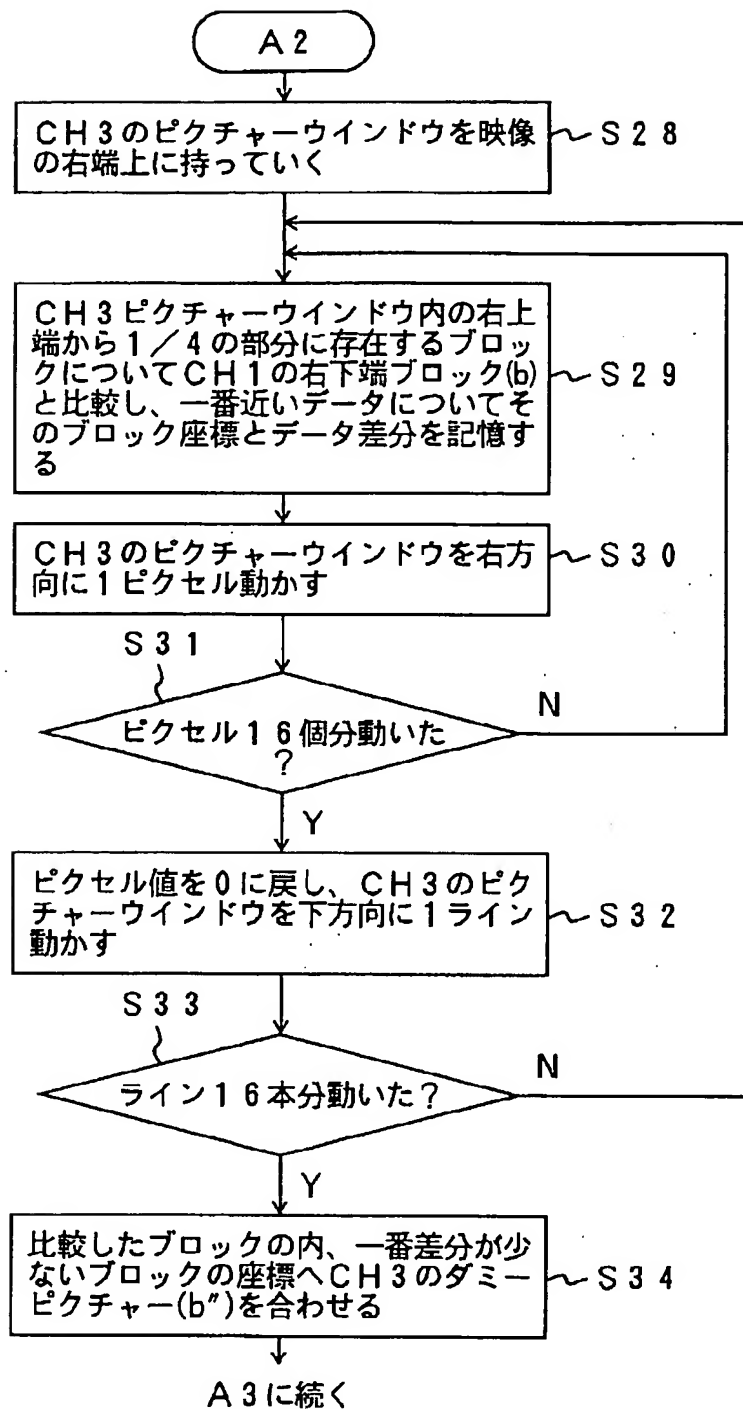 A2
CH3のピクチャーウインドウを映像
の右端上に持っていく
S28
CH3ピクチャーウインドウ内の右上
端から1/4の部分に存在するブロッ
クについてCH1の右下端ブロック(b)
と比較し、一番近いデータについてそ
のブロック座標とデータ差分を記憶す
る
S29
CH3のピクチャーウインドウを右方
向に1ピクセル動かす
S30
S31
ピクセル16個分動いた
?
N
Y
ピクセル値を0に戻し、CH3のピク
チャーウインドウを下方向に1ライン
動かす
S32
S33
ライン16本分動いた?
N
Y
比較したブロックの内、一番差分が少
ないブロックの座標へCH3のダミー
ピクチャー(b")を合わせる
S34
A3に続く